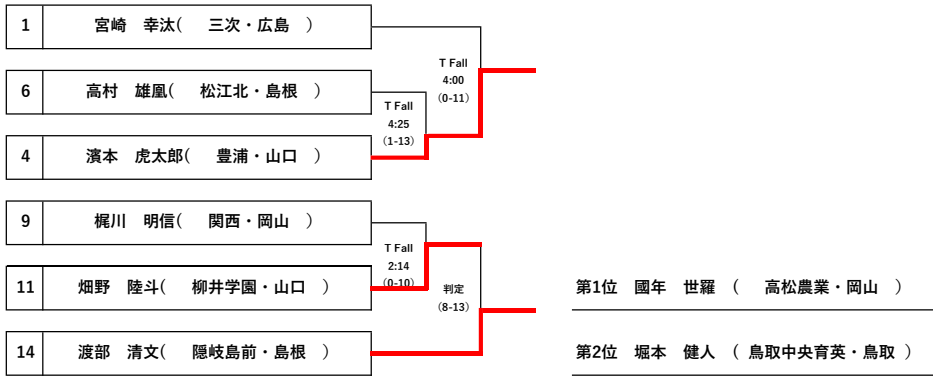 1 宮崎 幸汰( 三次・広島 )
T Fall
4:00
(0-11)
6 高村 雄凰( 松江北・島根 )
T Fall
4:25
(1-13)
4 濱本 虎太郎( 豊浦・山口 )
9 梶川 明信( 関西・岡山 )
T Fall
2:14
(0-10)
11 畑野 陸斗( 柳井学園・山口 )
判定
(8-13)
14 渡部 清文( 隠岐島前・島根 )
第1位 國年 世羅 ( 高松農業・岡山 )
第2位 堀本 健人 ( 鳥取中央育英・鳥取 )